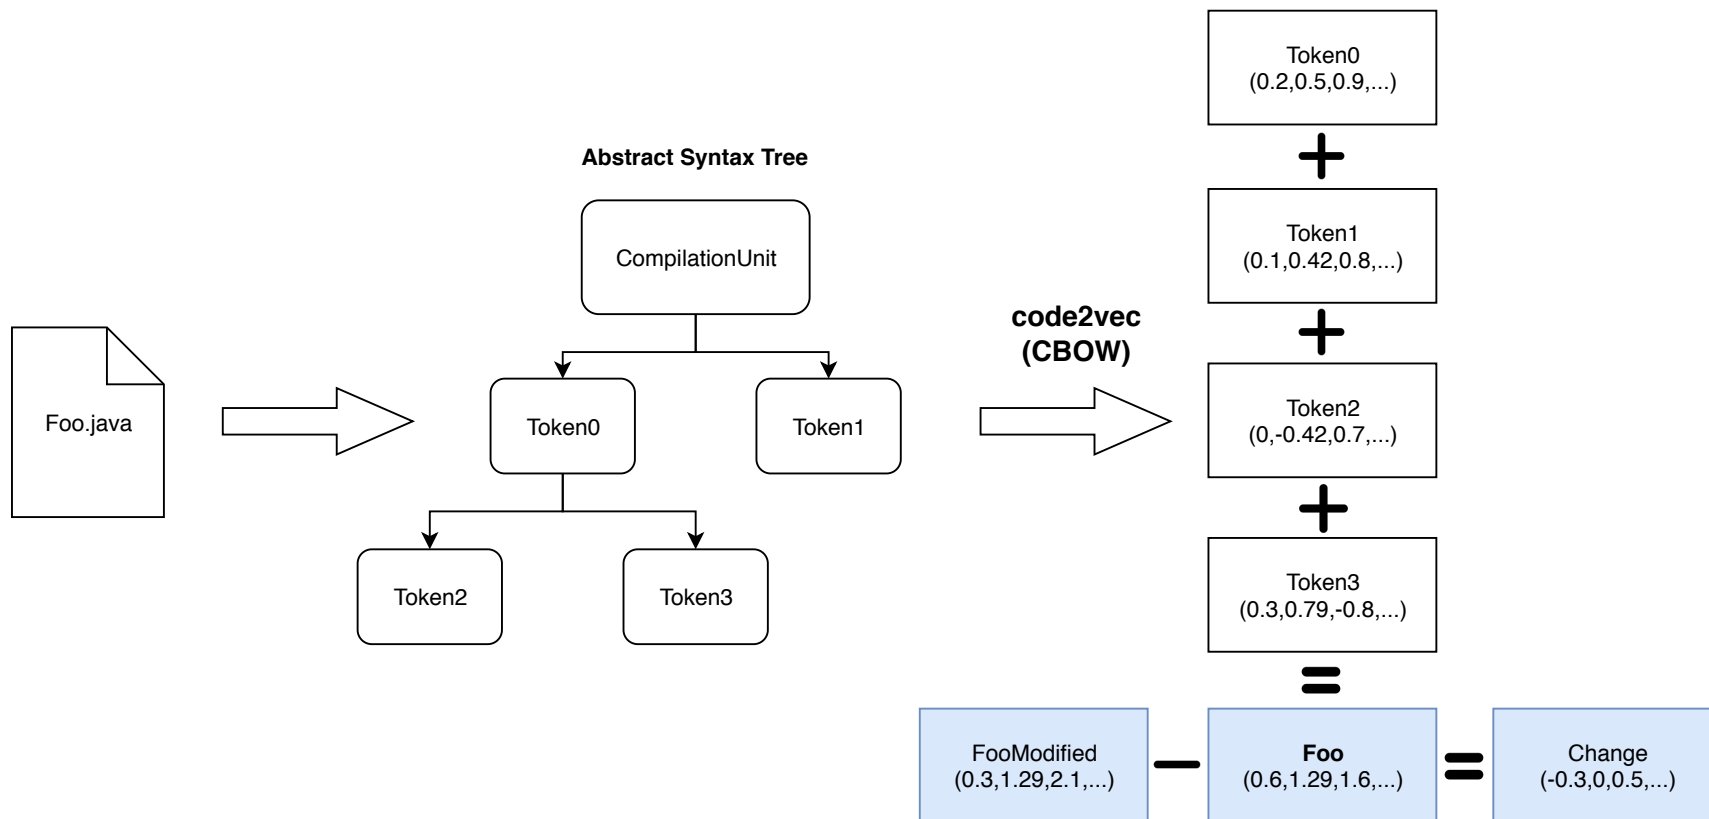 Foo.java
Abstract Syntax Tree
CompilationUnit
Token0
Token1
Token2
Token3
code2vec
(CBOW)
Token0
(0.2,0.5,0.9,...)
+
Token1
(0.1,0.42,0.8,...)
+
Token2
(0,-0.42,0.7,...)
+
Token3
(0.3,0.79,-0.8,...)
=
FooModified
(0.3,1.29,2.1,...)
−
Foo
(0.6,1.29,1.6,...)
=
Change
(-0.3,0,0.5,...)